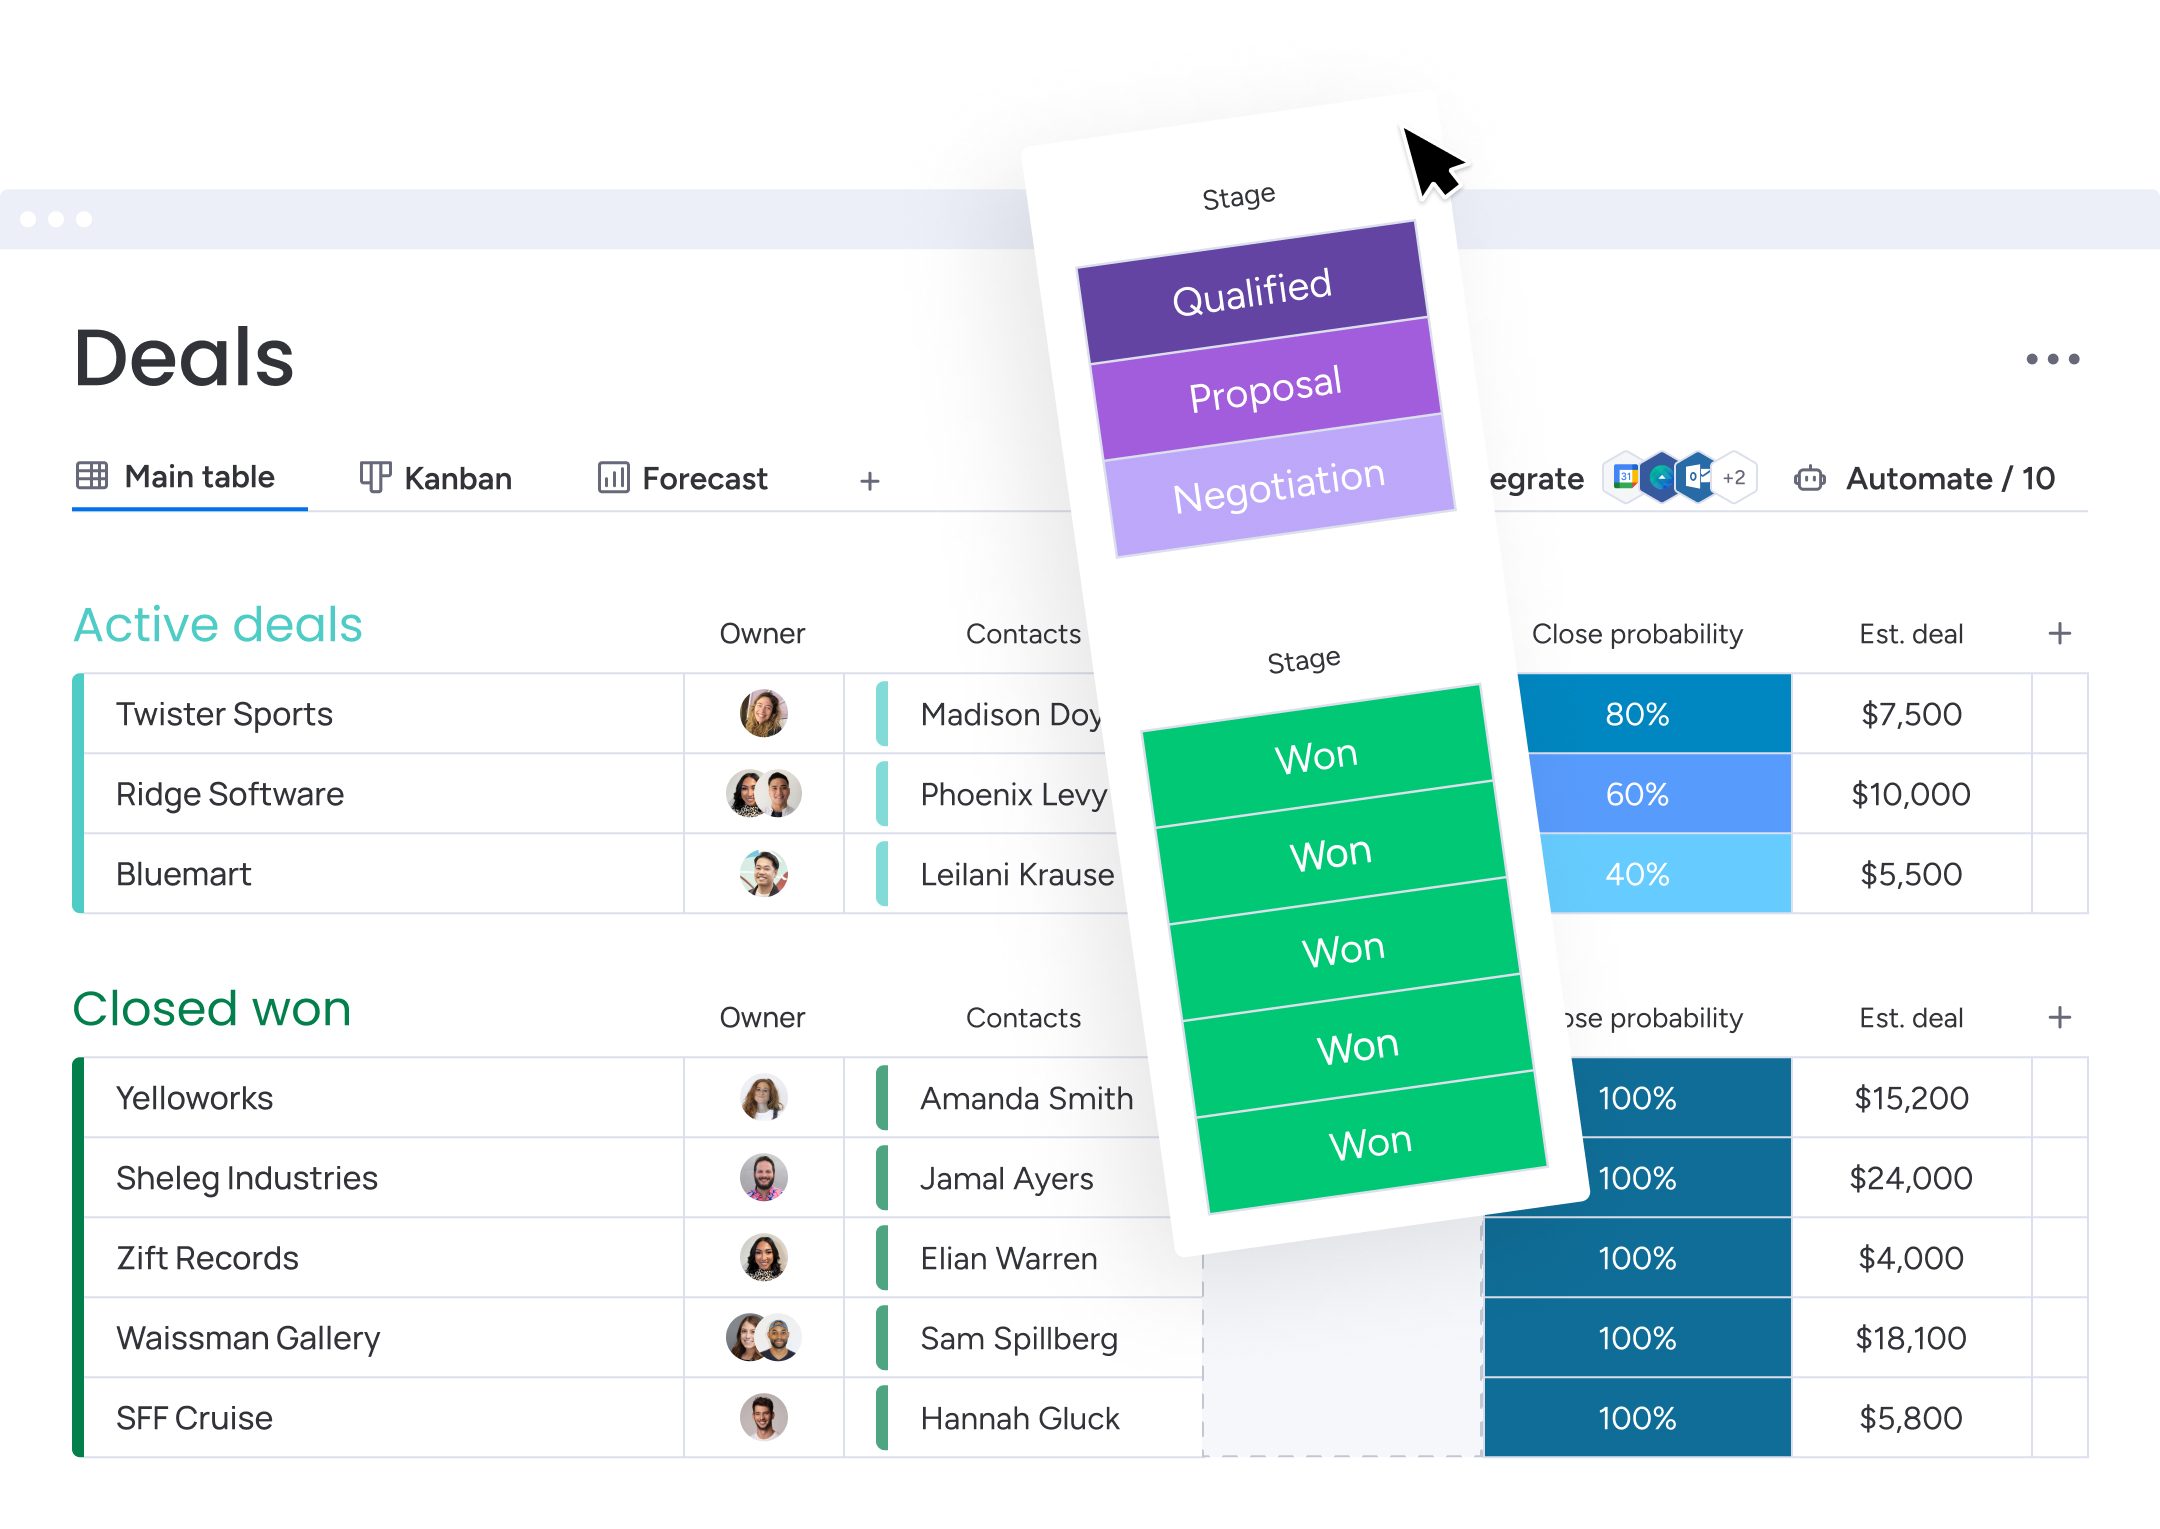 Deals
Main table Kanban Forecast + egrate 31 +2 Automate / 10
Stage
Qualified
Proposal
Negotiation
Active deals Owner Contacts Close probability Est. deal +
Twister Sports Madison Doy 80% $7,500
Ridge Software Phoenix Levy 60% $10,000
Bluemart Leilani Krause 40% $5,500
Stage
Won
Won
Won
Won
Won
Closed won Owner Contacts ose probability Est. deal +
Yelloworks Amanda Smith 100% $15,200
Sheleg Industries Jamal Ayers 100% $24,000
Zift Records Elian Warren 100% $4,000
Waissman Gallery Sam Spillberg 100% $18,100
SFF Cruise Hannah Gluck 100% $5,800